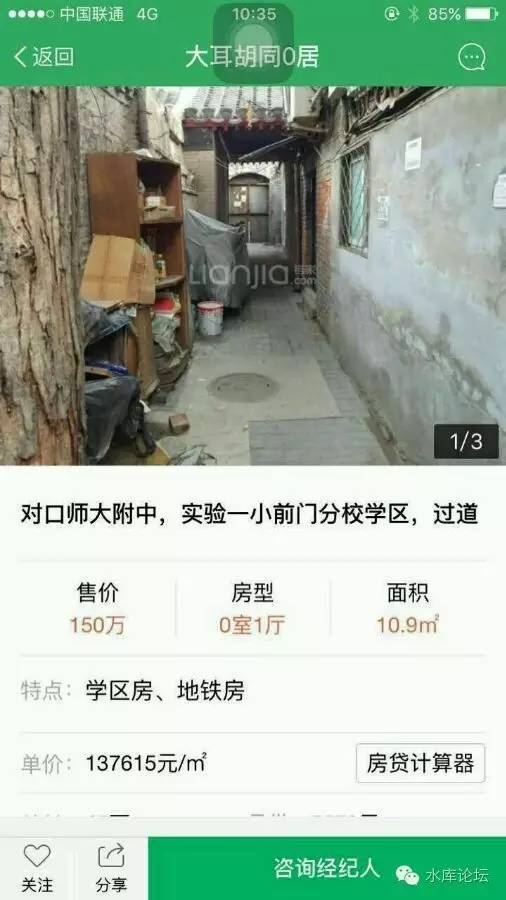 中国联通 4G 10:35 85%
返回 大耳胡同0居
Lianjia.com 链家
1/3
对口师大附中，实验一小前门分校学区，过道
售价 房型 面积
150万 0室1厅 10.9㎡
特点： 学区房、地铁房
单价： 137615元/㎡ 房贷计算器
关注 分享 咨询经纪人 水库论坛